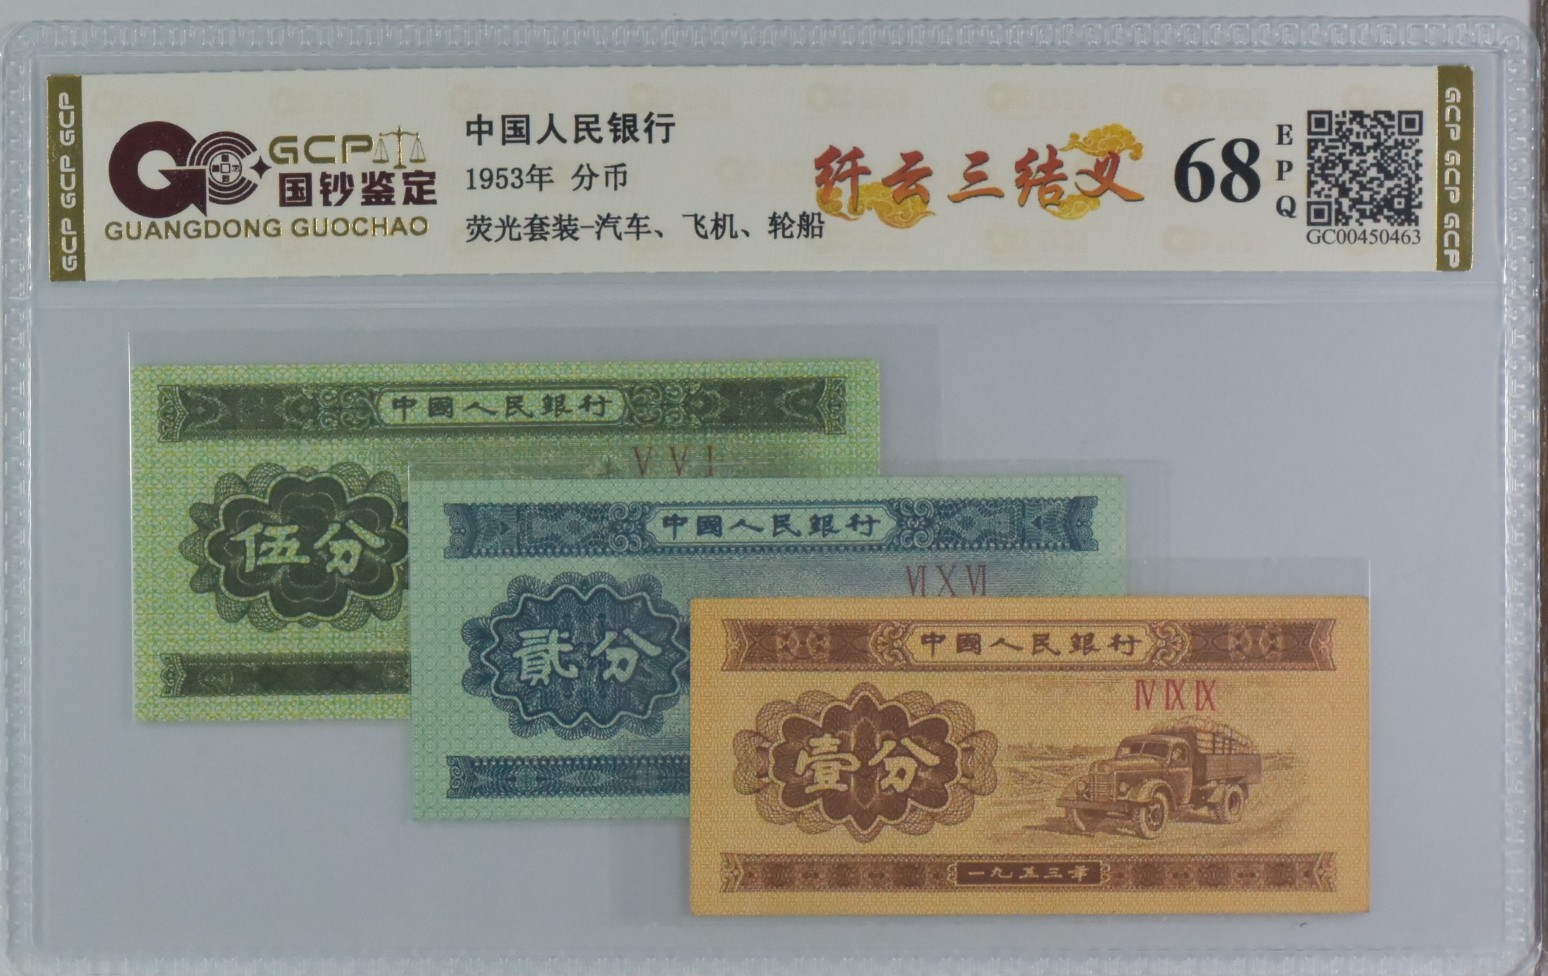 GCP GCP GCP
GCP
国钞鉴定
GUANGDONG GUOCHAO
中国人民银行
1953年 分币
荧光套装-汽车、飞机、轮船
纤云三结义
68
EPQ
GC00450463
GCP GCP GCP
中國人民銀行
V V I
伍分
中國人民銀行
VI X VI
貳分
中國人民銀行
IV IX IX
壹分
一九五三年